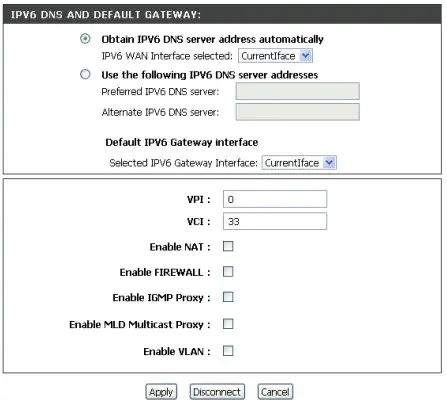 IPV6 DNS AND DEFAULT GATEWAY:
Obtain IPV6 DNS server address automatically
IPV6 WAN Interface selected: CurrentIface
Use the following IPV6 DNS server addresses
Preferred IPV6 DNS server:
Alternate IPV6 DNS server:
Default IPV6 Gateway interface
Selected IPV6 Gateway Interface: CurrentIface
VPI : 0
VCI : 33
Enable NAT :
Enable FIREWALL :
Enable IGMP Proxy :
Enable MLD Multicast Proxy :
Enable VLAN :
Apply Disconnect Cancel